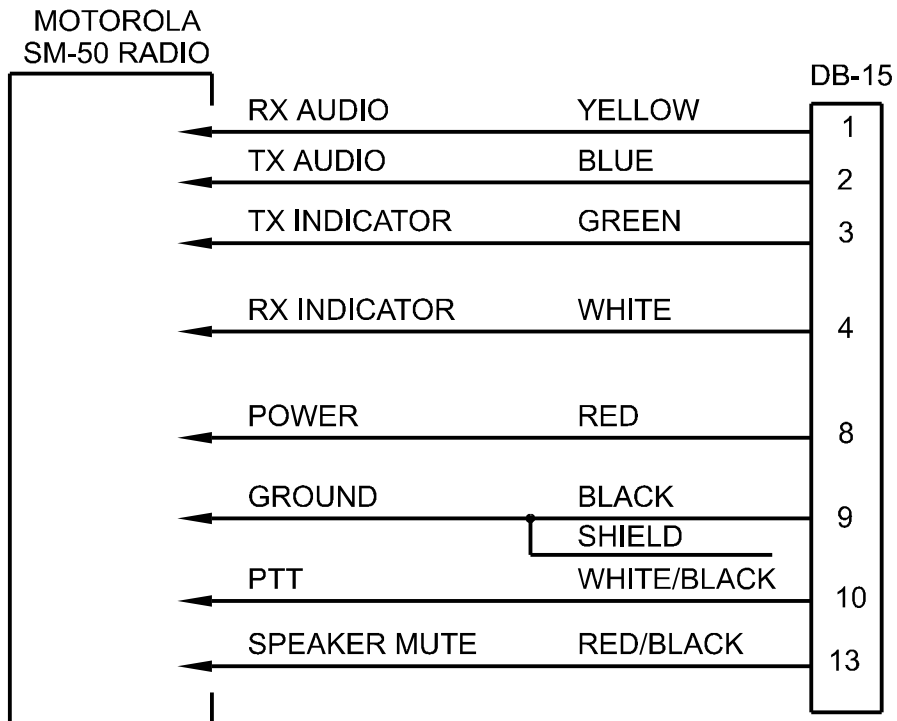 MOTOROLA
SM-50 RADIO
DB-15
RX AUDIO YELLOW 1
TX AUDIO BLUE 2
TX INDICATOR GREEN 3
RX INDICATOR WHITE 4
POWER RED 8
GROUND BLACK 9
SHIELD
PTT WHITE/BLACK 10
SPEAKER MUTE RED/BLACK 13